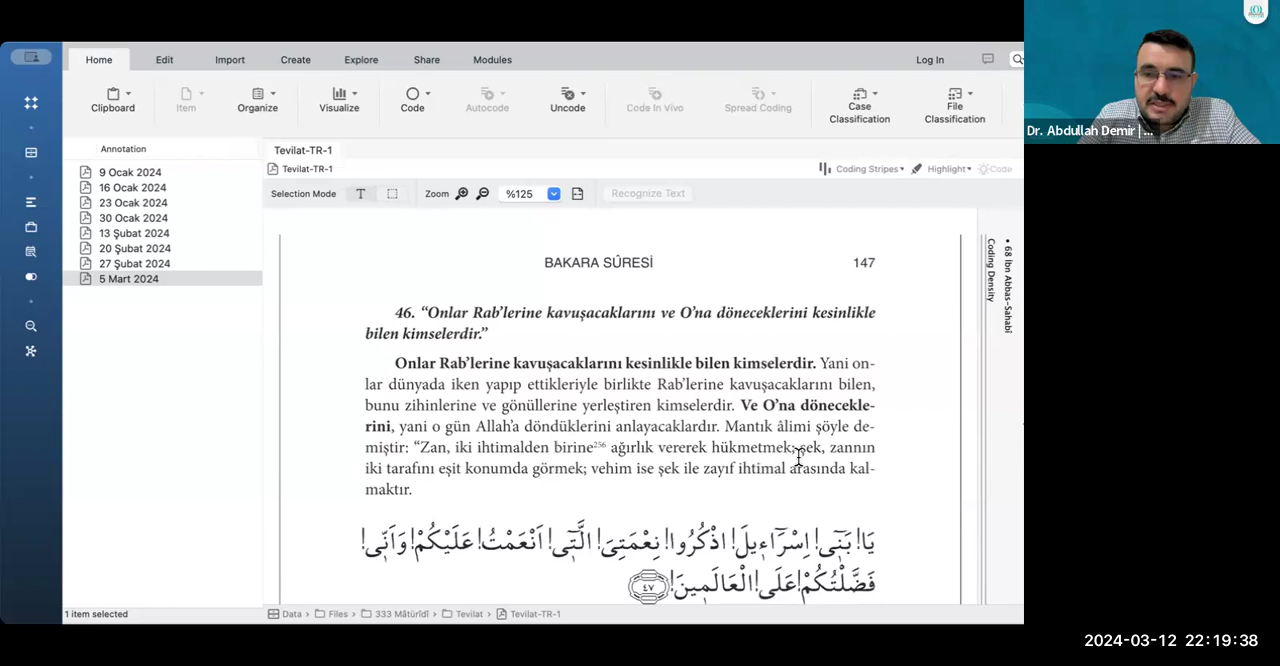 Home Edit Import Create Explore Share Modules Log In
Clipboard Item Organize Visualize Code Autocode Uncode Code In Vivo Spread Coding Case Classification File Classification
Dr. Abdullah Demir | ...
Annotation
9 Ocak 2024
16 Ocak 2024
23 Ocak 2024
30 Ocak 2024
13 Şubat 2024
20 Şubat 2024
27 Şubat 2024
5 Mart 2024
1 item selected
Tevilat-TR-1
Tevilat-TR-1 Coding Stripes Highlight Code
Selection Mode T Zoom %125 Recognize Text
BAKARA SÛRESİ 147
46. “Onlar Rab’lerine kavuşacaklarını ve O’na döneceklerini kesinlikle
bilen kimselerdir.”
Onlar Rab’lerine kavuşacaklarını kesinlikle bilen kimselerdir. Yani on-
lar dünyada iken yapıp ettikleriyle birlikte Rab’lerine kavuşacaklarını bilen,
bunu zihinlerine ve gönüllerine yerleştiren kimselerdir. Ve O’na dönecekle-
rini, yani o gün Allah’a döndüklerini anlayacaklardır. Mantık âlimi şöyle de-
miştir: “Zan, iki ihtimalden birine256 ağırlık vererek hükmetmek; şek, zannın
iki tarafını eşit konumda görmek; vehim ise şek ile zayıf ihtimal arasında kal-
maktır.
يَا بَنٓي اِسْرَٓاء۪يلَ اذْكُرُوا نِعْمَتِيَ الَّت۪ٓي اَنْعَمْتُ عَلَيْكُمْ وَاَنّ۪ي
فَضَّلْتُكُمْ عَلَى الْعَالَم۪ينَ ٤٧
• 68 İbn Abbas-Sahabî
Coding Density
Data > Files > 333 Mâtürîdî > Tevilat > Tevilat-TR-1
2024-03-12 22:19:38